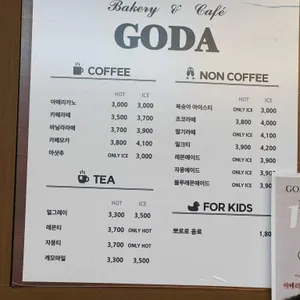 Bakery & Café
GODA
COFFEE
HOT ICE
아메리카노 3,000 3,000
카페라떼 3,500 3,700
바닐라라떼 3,700 3,900
카페모카 3,800 4,100
아샷추 ONLY ICE 3,000
NON COFFEE
HOT ICE
복숭아 아이스티 ONLY ICE 3,000
초코라떼 3,800 4,000
딸기라떼 ONLY ICE 4,100
밀크티 3,900 4,200
레몬에이드 ONLY ICE 3,900
자몽에이드 ONLY ICE
블루레몬에이드 ONLY ICE
TEA
HOT ICE
얼그레이 3,300 3,500
레몬티 3,700 ONLY HOT
자몽티 3,700 ONLY HOT
캐모마일 3,300 3,500
FOR KIDS
뽀로로 음료
GO